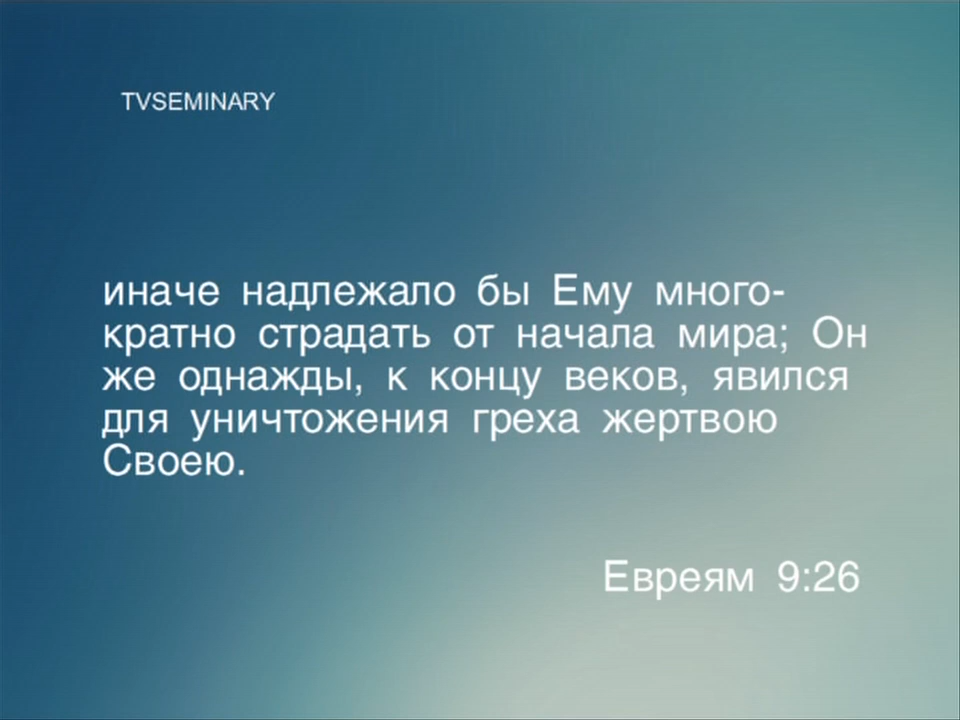 TVSEMINARY
иначе надлежало бы Ему много-
кратно страдать от начала мира; Он
же однажды, к концу веков, явился
для уничтожения греха жертвою
Своею.
Евреям 9:26